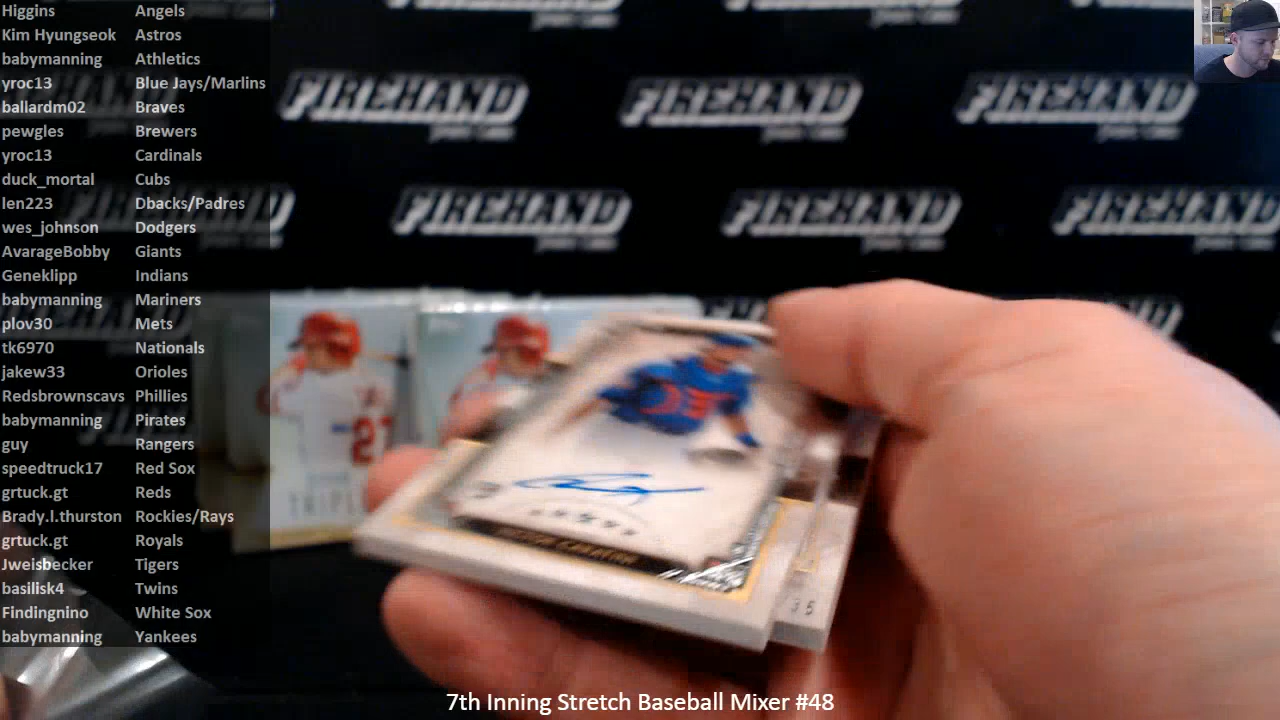 Higgins Angels
Kim Hyungseok Astros
babymanning Athletics
yroc13 Blue Jays/Marlins
ballardm02 Braves
pewgles Brewers
yroc13 Cardinals
duck_mortal Cubs
len223 Dbacks/Padres
wes_johnson Dodgers
AvarageBobby Giants
Geneklipp Indians
babymanning Mariners
plov30 Mets
tk6970 Nationals
jakew33 Orioles
Redsbrownscavs Phillies
babymanning Pirates
guy Rangers
speedtruck17 Red Sox
grtuck.gt Reds
Brady.l.thurston Rockies/Rays
grtuck.gt Royals
Jweisbecker Tigers
basilisk4 Twins
Findingnino White Sox
babymanning Yankees
FIREHAND FIREHAND FIREHAND
FIREHAND FIREHAND FIREHAND
27
7th Inning Stretch Baseball Mixer #48